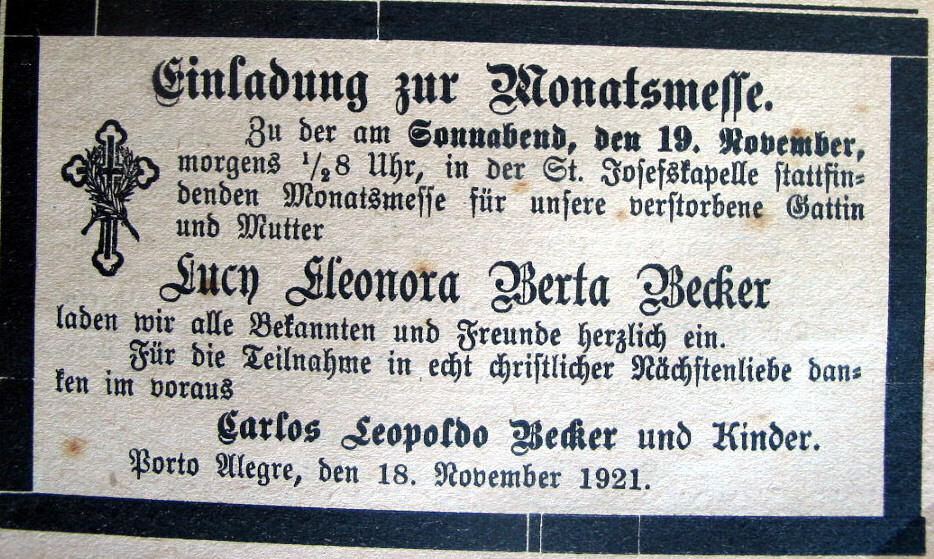 Einladung zur Monatsmesse.
Zu der am Sonnabend, den 19. November,
morgens ½8 Uhr, in der St. Josefskapelle stattfin-
denden Monatsmesse für unsere verstorbene Gattin
und Mutter
Lucy Eleonora Berta Becker
laden wir alle Bekannten und Freunde herzlich ein.
Für die Teilnahme in echt christlicher Nächstenliebe dan-
ken im voraus
Carlos Leopoldo Becker und Kinder.
Porto Alegre, den 18. November 1921.